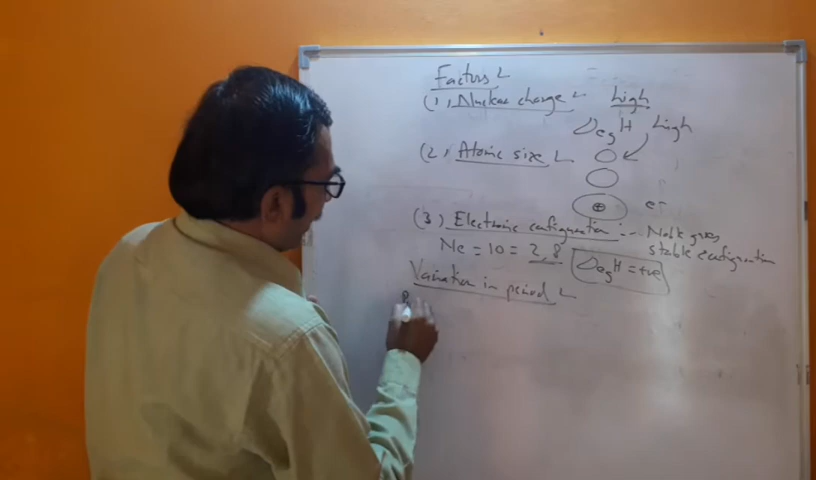 Factors
(1) Nuclear charge high
ΔegH high
(2) Atomic size
⊕ e-
(3) Electronic configuration :- Noble gas
stable configuration
Ne = 10 = 2, 8 ΔegH = +ve
Variation in period